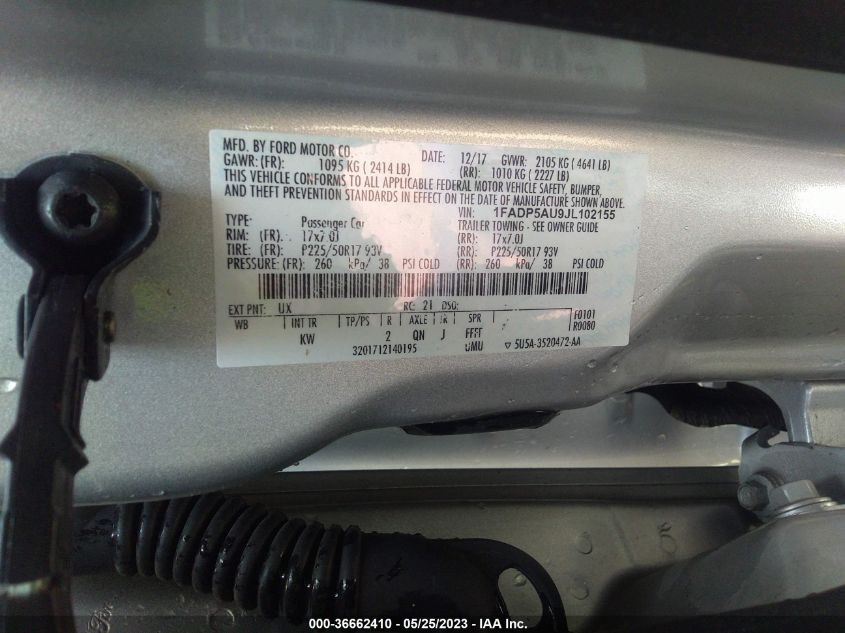 MFD. BY FORD MOTOR CO. DATE: 12/17 GVWR: 2105 KG (4641 LB)
GAWR: (FR): 1095 KG (2414 LB) (RR): 1010 KG (2227 LB)
THIS VEHICLE CONFORMS TO ALL APPLICABLE FEDERAL MOTOR VEHICLE SAFETY, BUMPER,
AND THEFT PREVENTION STANDARDS IN EFFECT ON THE DATE OF MANUFACTURE SHOWN ABOVE.
VIN: 1FADP5AU9JL102155
TYPE: Passenger Car TRAILER TOWING - SEE OWNER GUIDE
RIM: (FR). 17x7.0J (RR): 17x7.0J
TIRE: (FR): P225/50R17 93V (RR): P225/50R17 93V
PRESSURE: (FR): 260 kPa/ 38 PSI COLD (RR): 260 kPa/ 38 PSI COLD
EXT PNT: UX RC: 21 DSO: F0101
WB INT TR TP/PS R AXLE TR SPR R0080
KW 2 QN J FFFF
3201712140195 UMU ▽ 5U5A-3520472-AA
000-36662410 - 05/25/2023 - IAA Inc.